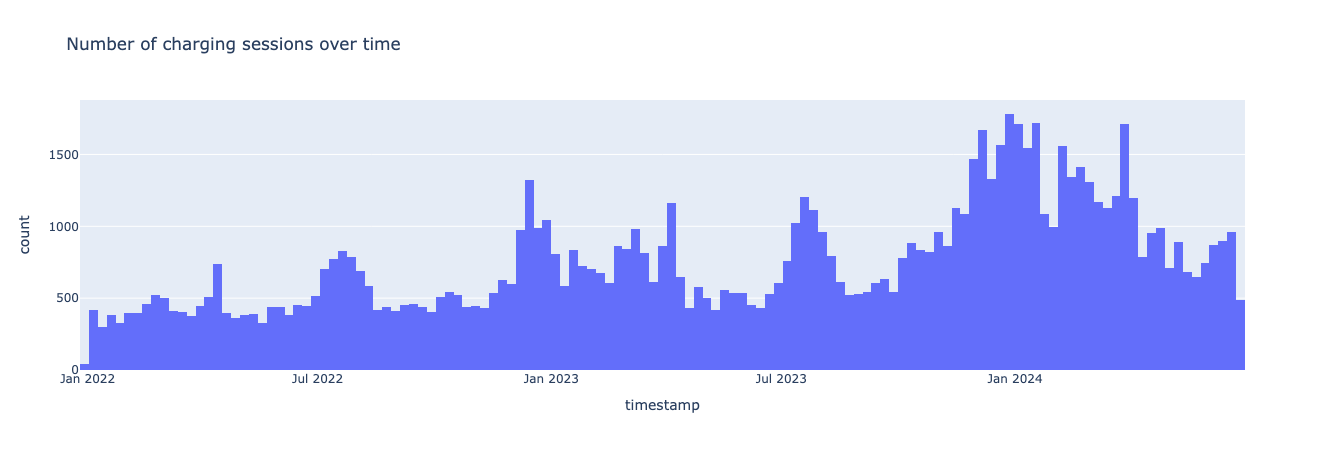 Number of charging sessions over time
count
1500
1000
500
0
Jan 2022 Jul 2022 Jan 2023 Jul 2023 Jan 2024
timestamp